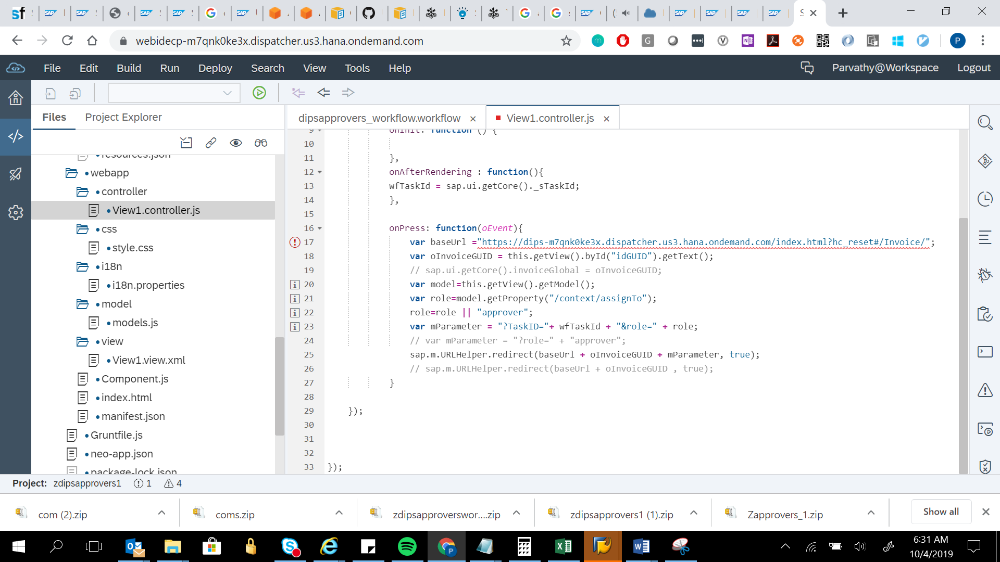 webidecp-m7qnk0ke3x.dispatcher.us3.hana.ondemand.com
File Edit Build Run Deploy Search View Tools Help
Parvathy@Workspace Logout
Files Project Explorer
dipsapprovers_workflow.workflow × View1.controller.js ×
resources.json
webapp
controller
View1.controller.js
css
style.css
i18n
i18n.properties
model
models.js
view
View1.view.xml
Component.js
index.html
manifest.json
Gruntfile.js
neo-app.json
package-lock.json
9 onInit: function () {
10
11 },
12 onAfterRendering : function(){
13 wfTaskId = sap.ui.getCore()._sTaskId;
14 },
15
16 onPress: function(oEvent){
17 var baseUrl ="https://dips-m7qnk0ke3x.dispatcher.us3.hana.ondemand.com/index.html?hc_reset#/Invoice/";
18 var oInvoiceGUID = this.getView().byId("idGUID").getText();
19 // sap.ui.getCore().invoiceGlobal = oInvoiceGUID;
20 var model=this.getView().getModel();
21 var role=model.getProperty("/context/assignTo");
22 role=role || "approver";
23 var mParameter = "?TaskID="+ wfTaskId + "&role=" + role;
24 // var mParameter = "?role=" + "approver";
25 sap.m.URLHelper.redirect(baseUrl + oInvoiceGUID + mParameter, true);
26 // sap.m.URLHelper.redirect(baseUrl + oInvoiceGUID , true);
27 }
28
29 });
30
31
32
33 });
Project: zdipsapprovers1 1 4
com (2).zip coms.zip zdipsapproverswor....zip zdipsapprovers1 (1).zip Zapprovers_1.zip Show all
6:31 AM
10/4/2019